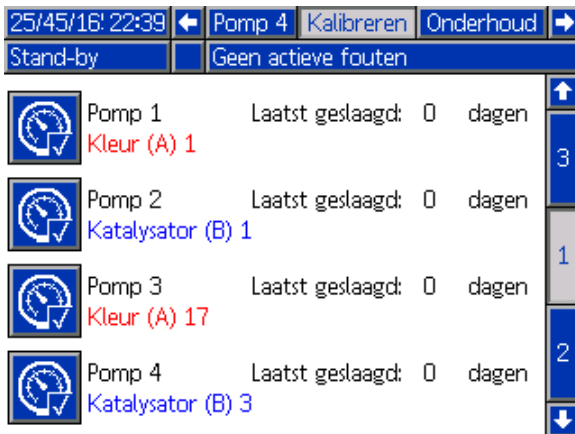 25/45/16! 22:39 Pomp 4 Kalibreren Onderhoud
Stand-by Geen actieve fouten
Pomp 1 Laatst geslaagd: 0 dagen
Kleur (A) 1
3
Pomp 2 Laatst geslaagd: 0 dagen
Katalysator (B) 1
1
Pomp 3 Laatst geslaagd: 0 dagen
Kleur (A) 17
2
Pomp 4 Laatst geslaagd: 0 dagen
Katalysator (B) 3